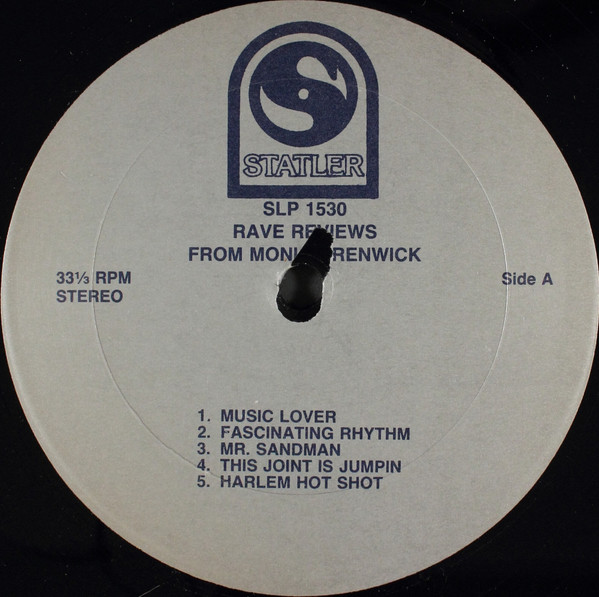 STATLER
SLP 1530
RAVE REVIEWS
FROM RENWICK
33⅓ RPM
STEREO
Side A
1. MUSIC LOVER
2. FASCINATING RHYTHM
3. MR. SANDMAN
4. THIS JOINT IS JUMPIN
5. HARLEM HOT SHOT